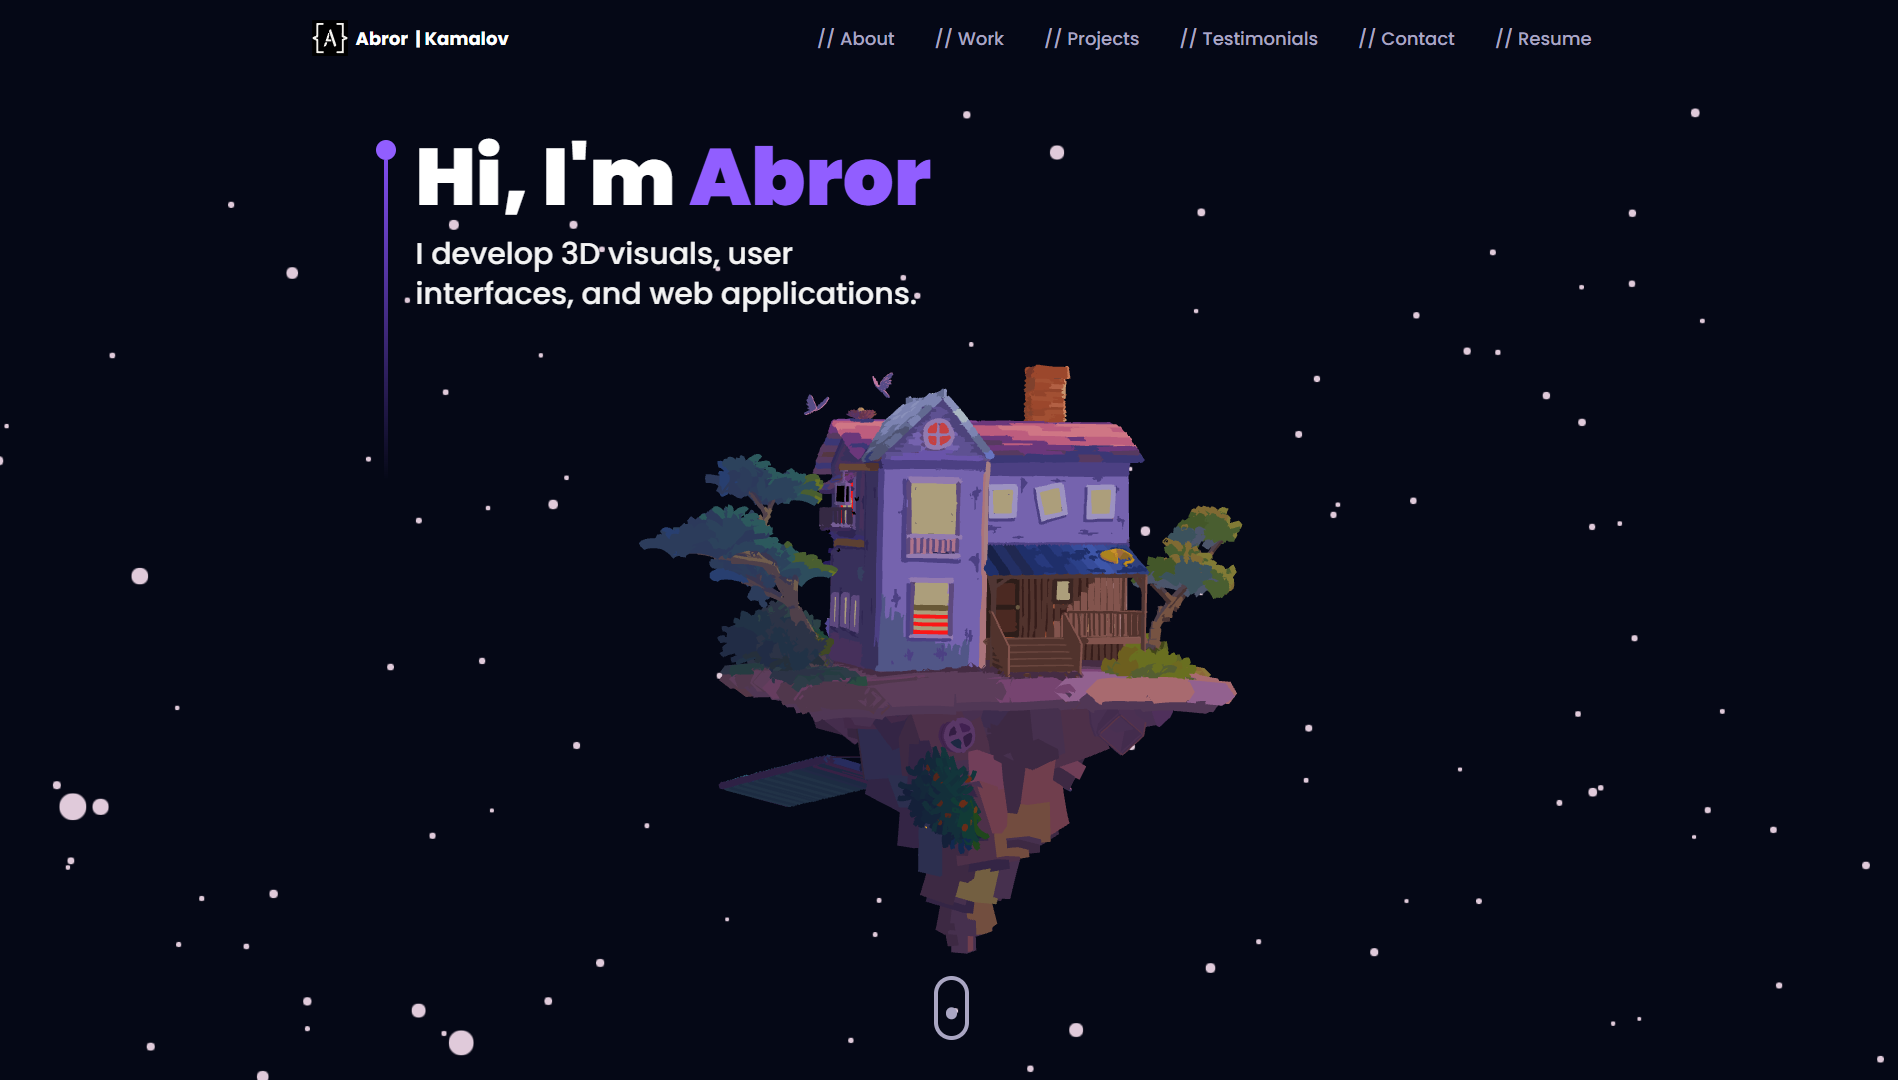 {A} Abror | Kamalov
// About // Work // Projects // Testimonials // Contact // Resume
Hi, I'm Abror
I develop 3D visuals, user
interfaces, and web applications.